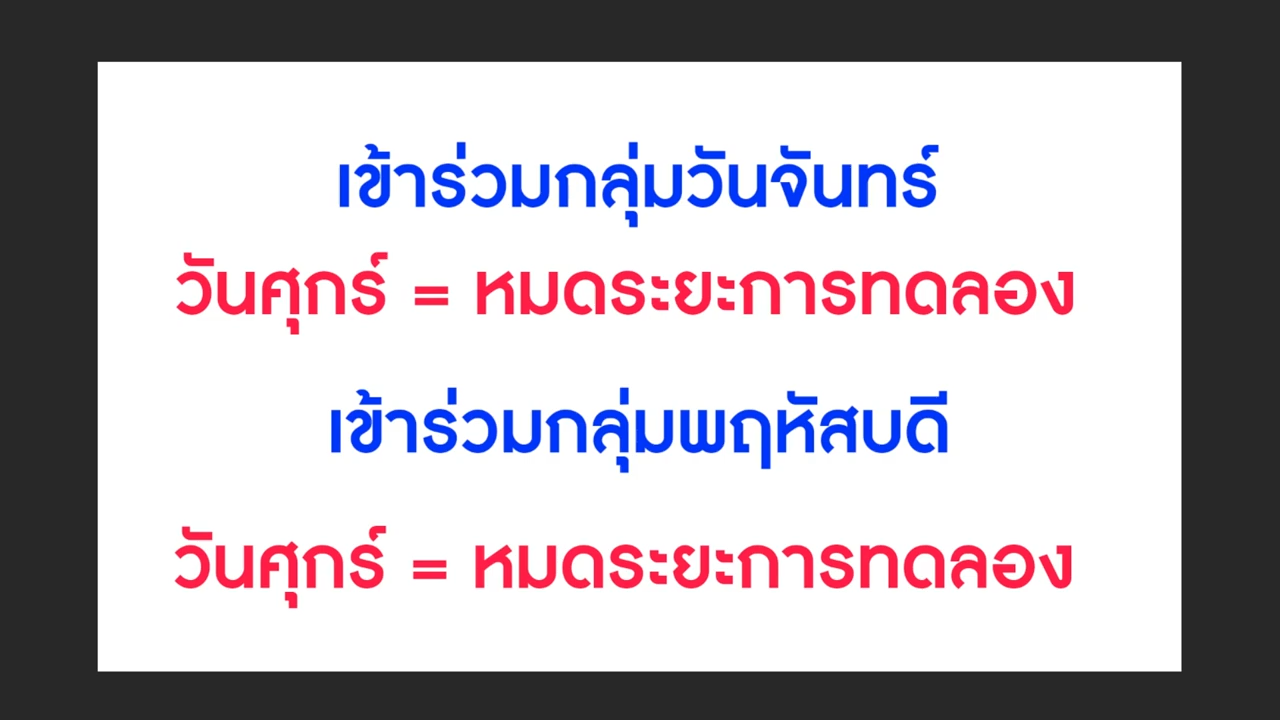 เข้าร่วมกลุ่มวันจันทร์
วันศุกร์ = หมดระยะการทดลอง
เข้าร่วมกลุ่มพฤหัสบดี
วันศุกร์ = หมดระยะการทดลอง